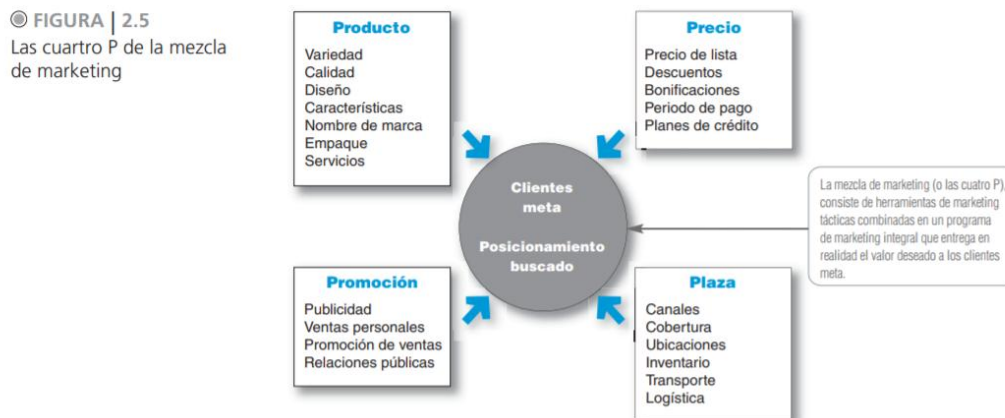 FIGURA | 2.5
Las cuartro P de la mezcla
de marketing
Producto
Variedad
Calidad
Diseño
Características
Nombre de marca
Empaque
Servicios
Precio
Precio de lista
Descuentos
Bonificaciones
Periodo de pago
Planes de crédito
Clientes
meta
Posicionamiento
buscado
La mezcla de marketing (o las cuatro P),
consiste de herramientas de marketing
tácticas combinadas en un programa
de marketing integral que entrega en
realidad el valor deseado a los clientes
meta.
Promoción
Publicidad
Ventas personales
Promoción de ventas
Relaciones públicas
Plaza
Canales
Cobertura
Ubicaciones
Inventario
Transporte
Logística